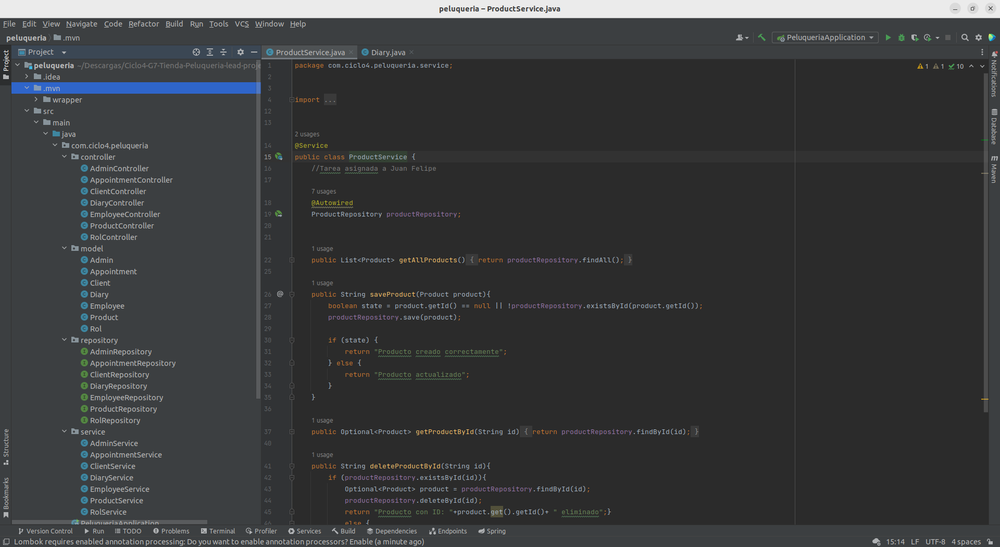 peluqueria – ProductService.java
File Edit View Navigate Code Refactor Build Run Tools VCS Window Help
peluqueria .mvn
PeluqueriaApplication
Project
ProductService.java
Diary.java
Project
Structure
Bookmarks
peluqueria ~/Descargas/Ciclo4-G7-Tienda-Peluqueria-lead-proje
.idea
.mvn
wrapper
src
main
java
com.ciclo4.peluqueria
controller
AdminController
AppointmentController
ClientController
DiaryController
EmployeeController
ProductController
RolController
model
Admin
Appointment
Client
Diary
Employee
Product
Rol
repository
AdminRepository
AppointmentRepository
ClientRepository
DiaryRepository
EmployeeRepository
ProductRepository
RolRepository
service
AdminService
AppointmentService
ClientService
DiaryService
EmployeeService
ProductService
RolService
PeluqueriaApplication
1 package com.ciclo4.peluqueria.service;
2
3
4 import ...
12
13
2 usages
14 @Service
15 public class ProductService {
16 //Tarea asignada a Juan Felipe
17
7 usages
18 @Autowired
19 ProductRepository productRepository;
20
21
1 usage
22 public List<Product> getAllProducts() { return productRepository.findAll(); }
25
1 usage
26 @ public String saveProduct(Product product){
27 boolean state = product.getId() == null || !productRepository.existsById(product.getId());
28 productRepository.save(product);
29
30 if (state) {
31 return "Producto creado correctamente";
32 } else {
33 return "Producto actualizado";
34 }
35 }
36
1 usage
37 public Optional<Product> getProductById(String id) { return productRepository.findById(id); }
40
1 usage
41 public String deleteProductById(String id){
42 if (productRepository.existsById(id)){
43 Optional<Product> product = productRepository.findById(id);
44 productRepository.deleteById(id);
45 return "Producto con ID: "+product.get().getId()+ " eliminado";}
46 else {
1 1 10
Notifications
Database
m Maven
Version Control Run TODO Problems Terminal Profiler Services Build Dependencies Endpoints Spring
Lombok requires enabled annotation processing: Do you want to enable annotation processors? Enable (a minute ago)
15:14 LF UTF-8 4 spaces